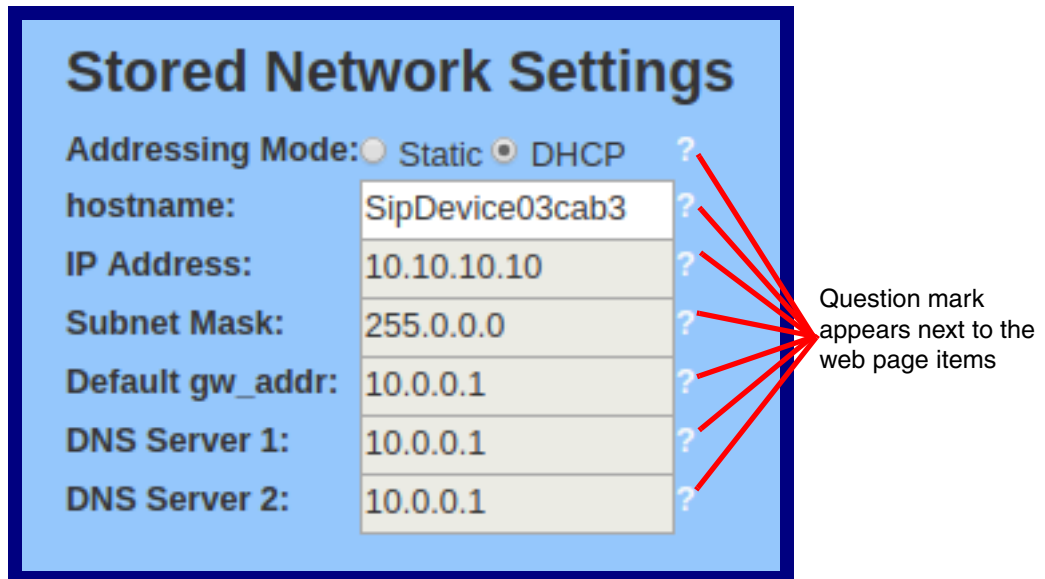 Stored Network Settings
Addressing Mode: Static DHCP ?
hostname: SipDevice03cab3 ?
IP Address: 10.10.10.10 ?
Subnet Mask: 255.0.0.0 ?
Default gw_addr: 10.0.0.1 ?
DNS Server 1: 10.0.0.1 ?
DNS Server 2: 10.0.0.1 ?
Question mark
appears next to the
web page items